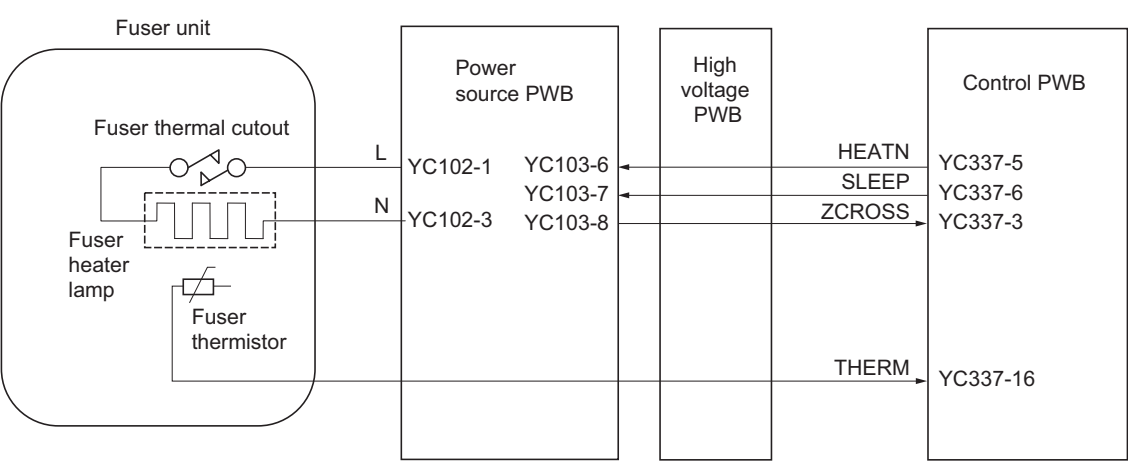 Fuser unit
Fuser thermal cutout
Fuser
heater
lamp
Fuser
thermistor
L
N
Power
source PWB
YC102-1
YC102-3
YC103-6
YC103-7
YC103-8
High
voltage
PWB
HEATN
SLEEP
ZCROSS
THERM
Control PWB
YC337-5
YC337-6
YC337-3
YC337-16